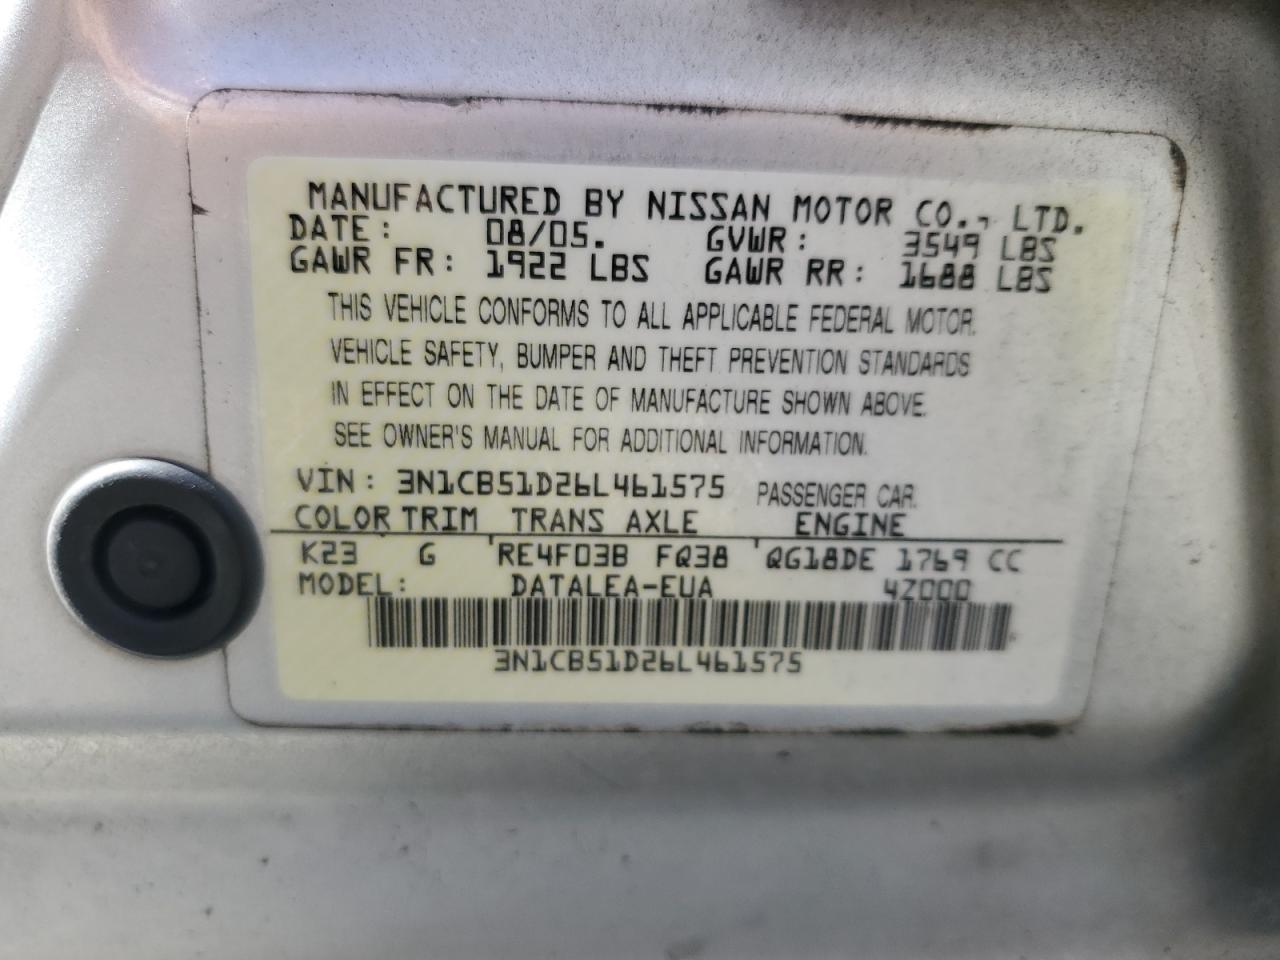 MANUFACTURED BY NISSAN MOTOR CO., LTD.
DATE: 08/05. GVWR: 3549 LBS
GAWR FR: 1922 LBS GAWR RR: 1688 LBS
THIS VEHICLE CONFORMS TO ALL APPLICABLE FEDERAL MOTOR
VEHICLE SAFETY, BUMPER AND THEFT PREVENTION STANDARDS
IN EFFECT ON THE DATE OF MANUFACTURE SHOWN ABOVE.
SEE OWNER'S MANUAL FOR ADDITIONAL INFORMATION.
VIN: 3N1CB51D26L461575 PASSENGER CAR.
COLOR TRIM TRANS AXLE ENGINE
K23 G RE4F03B FQ38 QG18DE 1769 CC
MODEL: DATALEA-EUA 4Z000
3N1CB51D26L461575